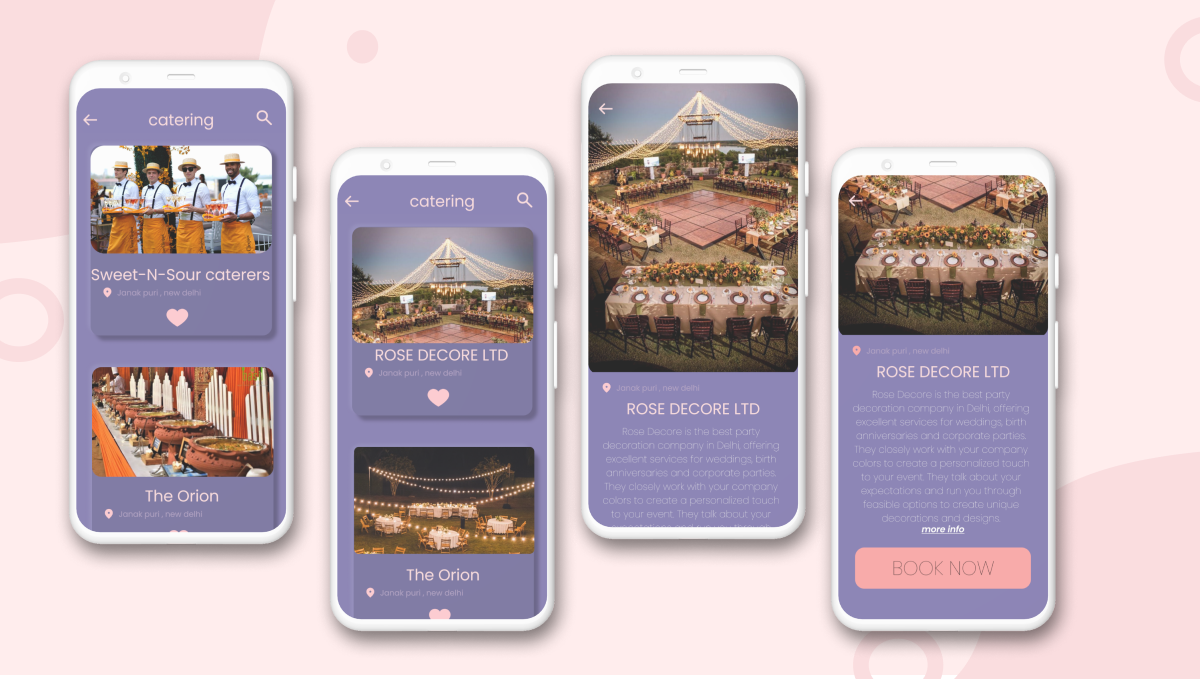 catering
Sweet-N-Sour caterers
Janak puri , new delhi
The Orion
Janak puri , new delhi
catering
ROSE DECORE LTD
Janak puri , new delhi
The Orion
Janak puri , new delhi
Janak puri , new delhi
ROSE DECORE LTD
Rose Decore is the best party
decoration company in Delhi, offering
excellent services for weddings, birth
anniversaries and corporate parties.
They closely work with your company
colors to create a personalized touch
to your event. They talk about your
expectations and run you through
Janak puri , new delhi
ROSE DECORE LTD
Rose Decore is the best party
decoration company in Delhi, offering
excellent services for weddings, birth
anniversaries and corporate parties.
They closely work with your company
colors to create a personalized touch
to your event. They talk about your
expectations and run you through
feasible options to create unique
decorations and designs.
more info
BOOK NOW